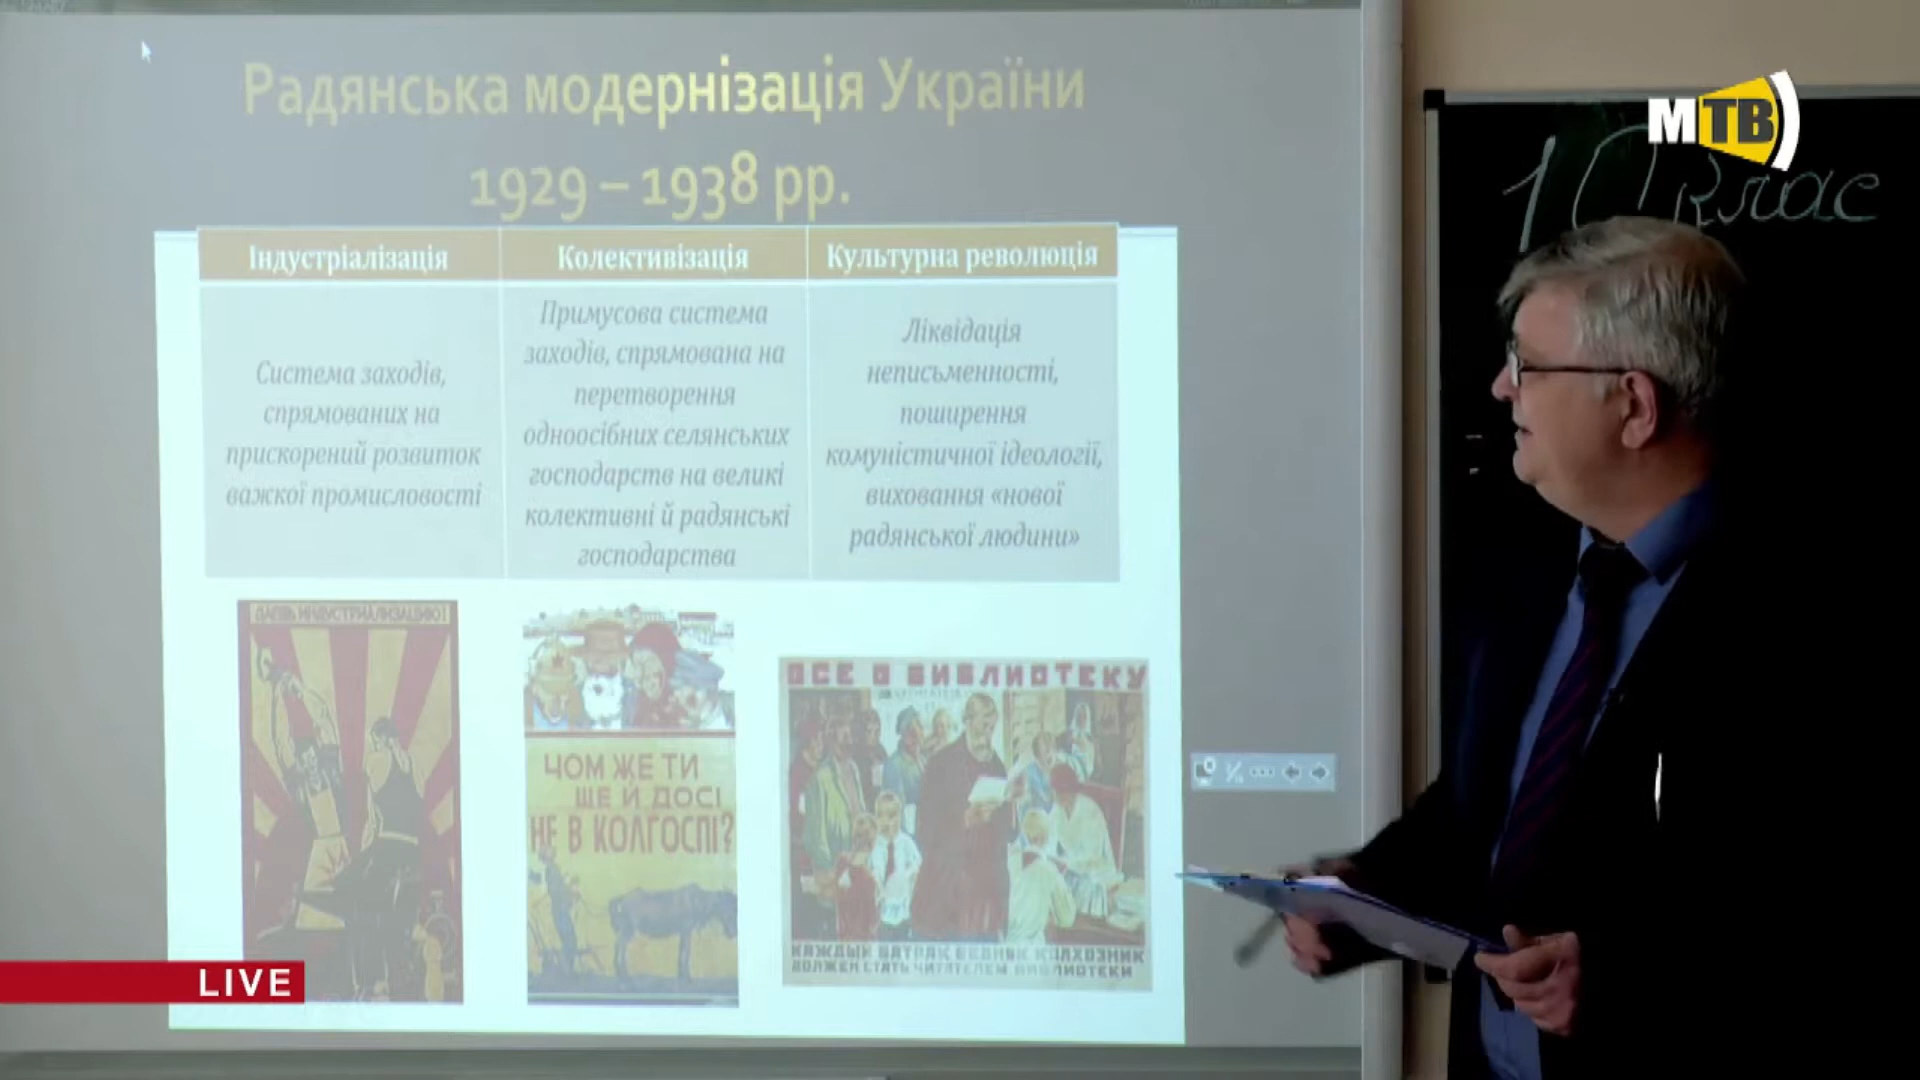 Радянська модернізація України
1929 – 1938 рр.
МТВ
10 клас
Індустріалізація
Колективізація
Культурна революція
Система заходів,
спрямованих на
прискорений розвиток
важкої промисловості
Примусова система
заходів, спрямована на
перетворення
одноосібних селянських
господарств на великі
колективні й радянські
господарства
Ліквідація
неписьменності,
поширення
комуністичної ідеології,
виховання «нової
радянської людини»
ДАЕШЬ ИНДУСТРИАЛИЗАЦИЮ!
ЧОМ ЖЕ ТИ
ЩЕ Й ДОСІ
НЕ В КОЛГОСПІ?
ВСЕ В БИБЛИОТЕКУ
КАЖДЫЙ БАТРАК БЕДНЯК КОЛХОЗНИК
ДОЛЖЕН СТАТЬ ЧИТАТЕЛЕМ БИБЛИОТЕКИ
LIVE